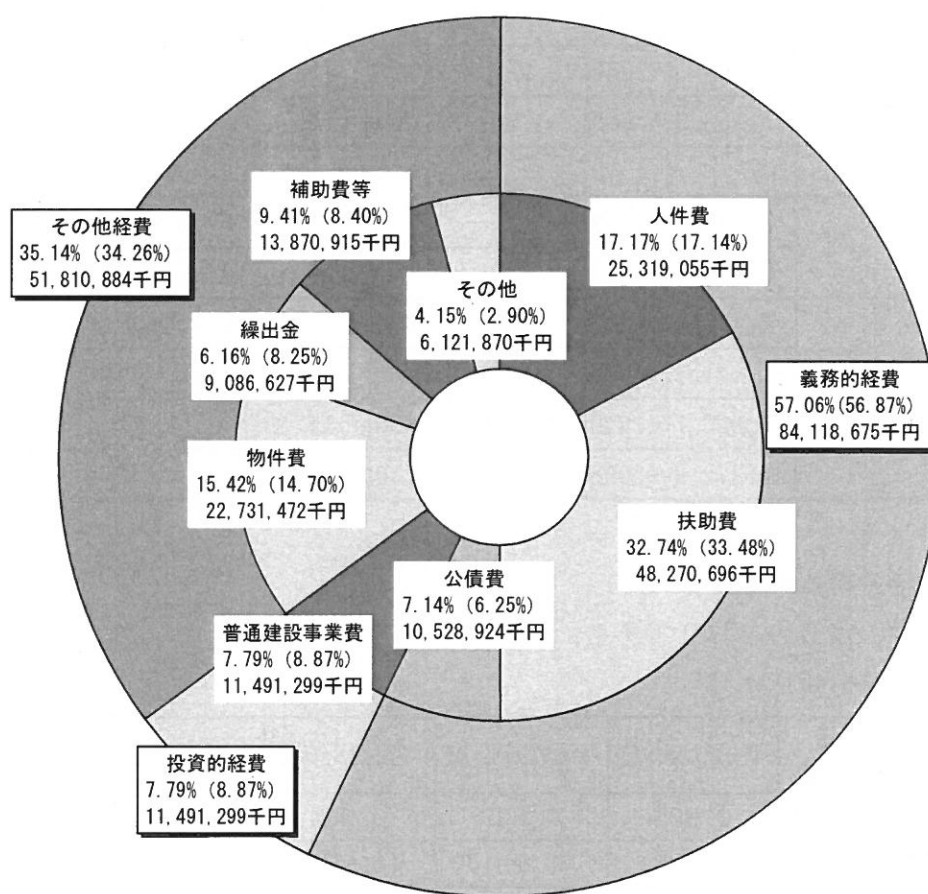 補助費等
9.41% (8.40%)
13,870,915千円
人件費
17.17% (17.14%)
25,319,055千円
その他経費
35.14% (34.26%)
51,810,884千円
その他
4.15% (2.90%)
6,121,870千円
繰出金
6.16% (8.25%)
9,086,627千円
義務的経費
57.06%(56.87%)
84,118,675千円
物件費
15.42% (14.70%)
22,731,472千円
扶助費
32.74% (33.48%)
48,270,696千円
公債費
7.14% (6.25%)
10,528,924千円
普通建設事業費
7.79% (8.87%)
11,491,299千円
投資的経費
7.79% (8.87%)
11,491,299千円